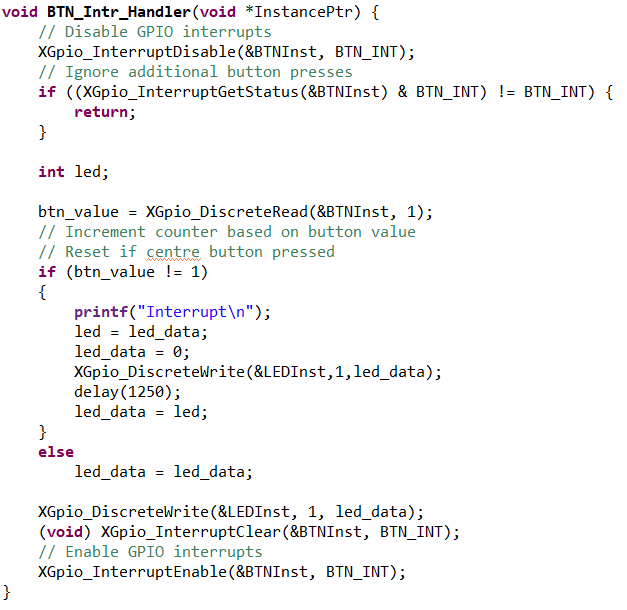 void BTN_Intr_Handler(void *InstancePtr) {
    // Disable GPIO interrupts
    XGpio_InterruptDisable(&BTNInst, BTN_INT);
    // Ignore additional button presses
    if ((XGpio_InterruptGetStatus(&BTNInst) & BTN_INT) != BTN_INT) {
        return;
    }

    int led;

    btn_value = XGpio_DiscreteRead(&BTNInst, 1);
    // Increment counter based on button value
    // Reset if centre button pressed
    if (btn_value != 1)
    {
        printf("Interrupt\n");
        led = led_data;
        led_data = 0;
        XGpio_DiscreteWrite(&LEDInst,1,led_data);
        delay(1250);
        led_data = led;
    }
    else
        led_data = led_data;

    XGpio_DiscreteWrite(&LEDInst, 1, led_data);
    (void) XGpio_InterruptClear(&BTNInst, BTN_INT);
    // Enable GPIO interrupts
    XGpio_InterruptEnable(&BTNInst, BTN_INT);
}